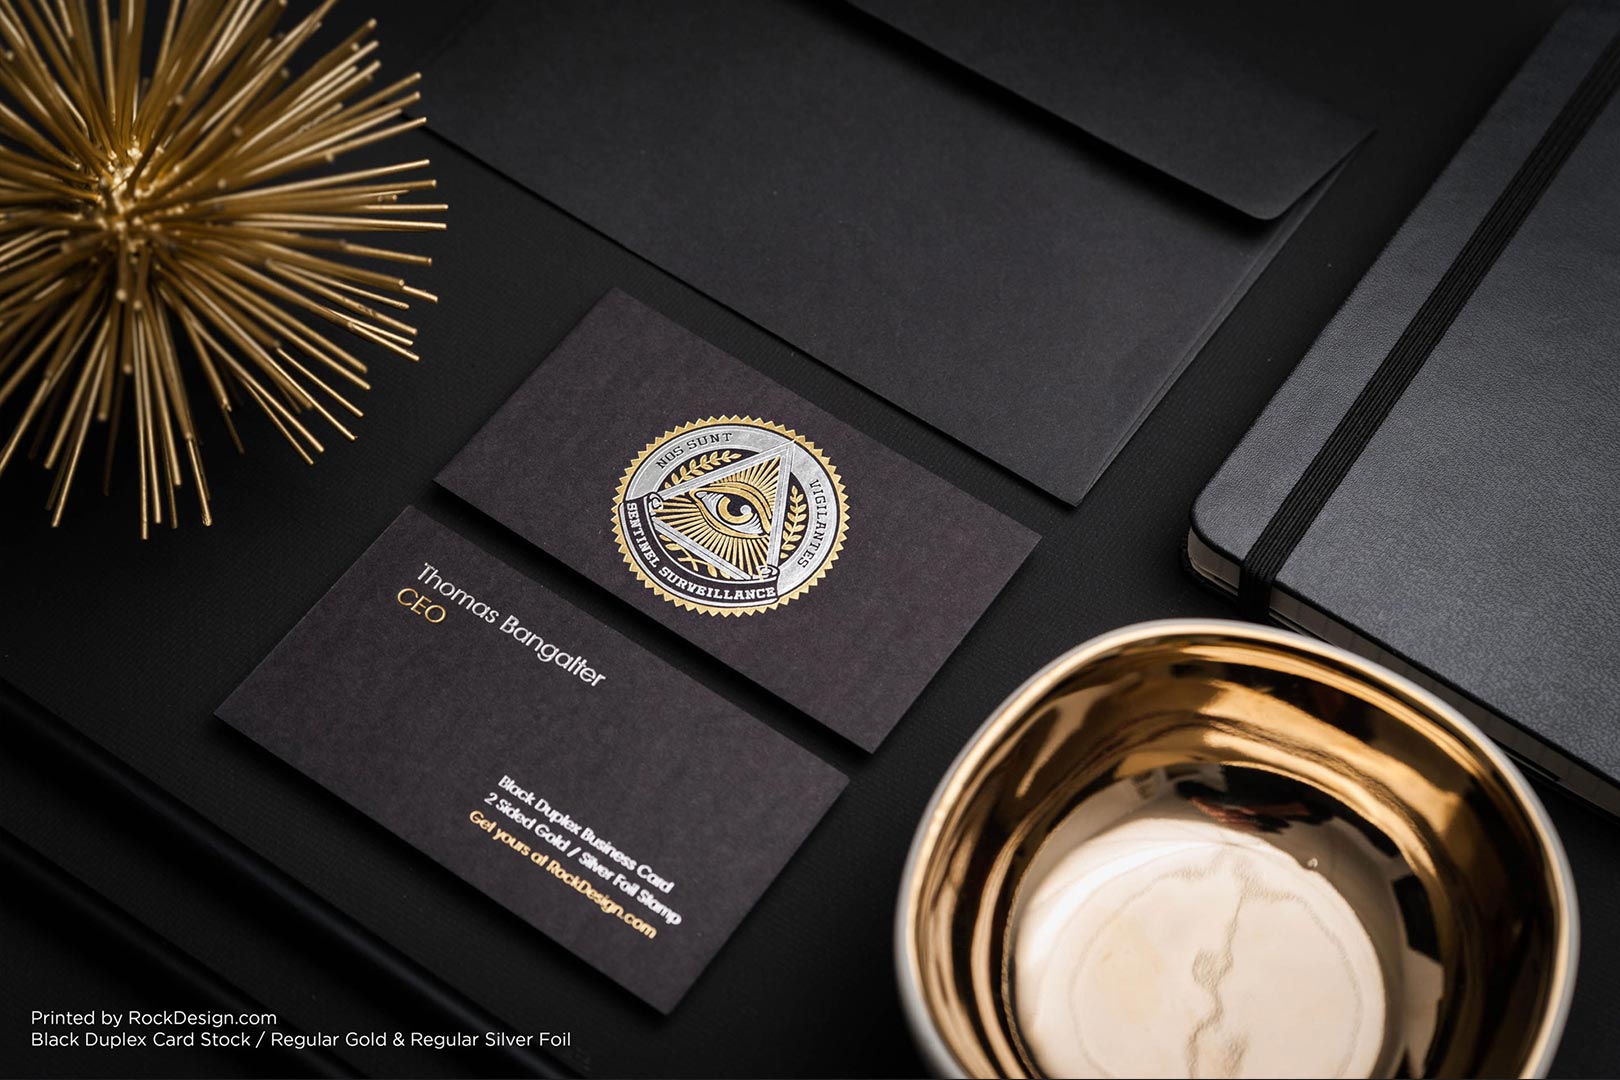 NOS SUNT
VIGILANTES
SENTINEL SURVEILLANCE
Thomas Bangalter
CEO
Black Duplex Business Card
2 Sided Gold / Silver Foil Stamp
Get yours at RockDesign.com
Printed by RockDesign.com
Black Duplex Card Stock / Regular Gold & Regular Silver Foil